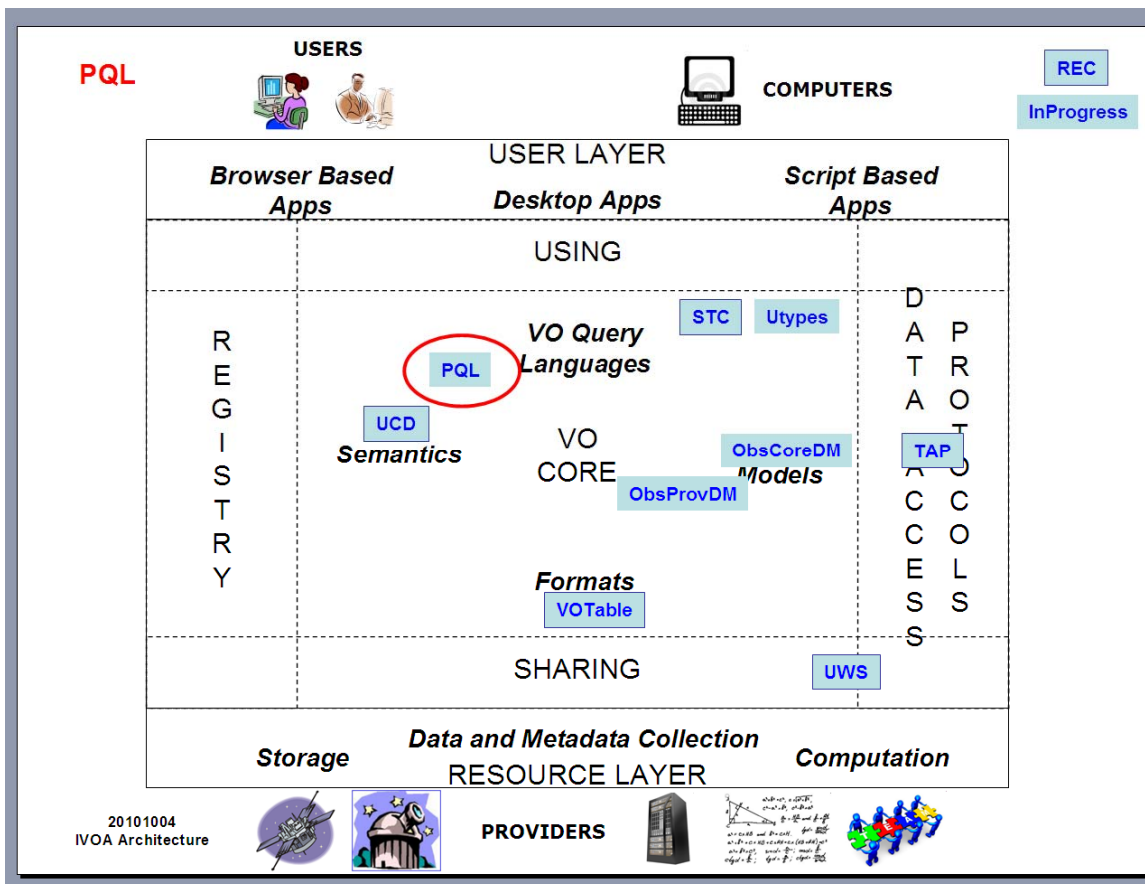 PQL
USERS
COMPUTERS
REC
InProgress
USER LAYER
Browser Based
Apps
Desktop Apps
Script Based
Apps
USING
REGISTRY
VO Query
Languages
STC
Utypes
PQL
UCD
Semantics
VO
CORE
ObsCoreDM
Models
ObsProvDM
DATA ACCESS
PROTOCOLS
TAP
Formats
VOTable
SHARING
UWS
Storage
Data and Metadata Collection
Computation
RESOURCE LAYER
20101004
IVOA Architecture
PROVIDERS